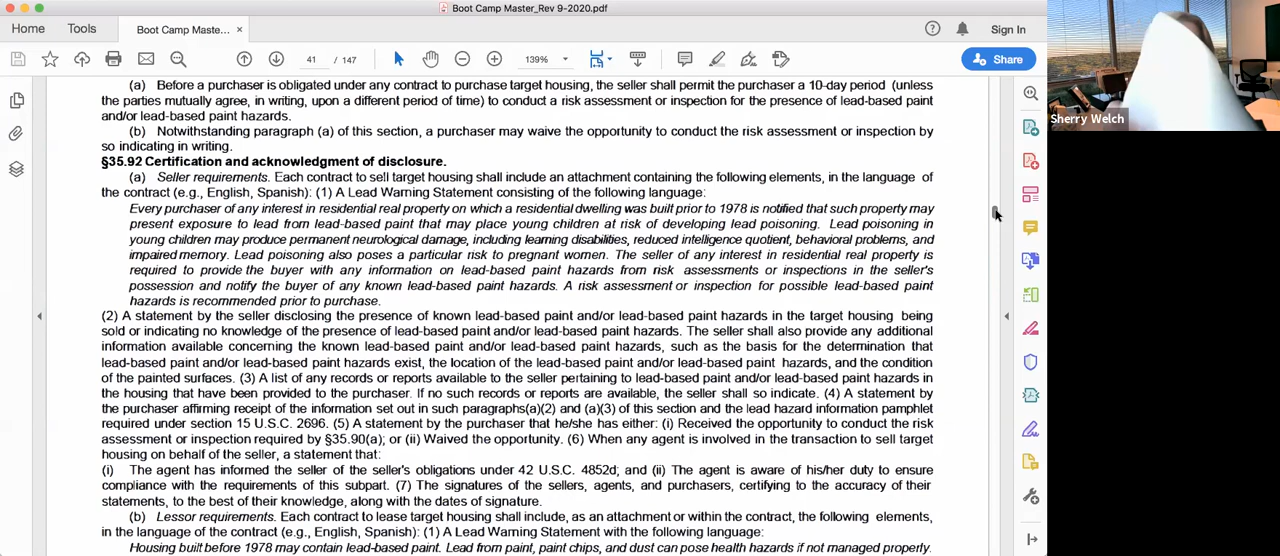 Boot Camp Master_Rev 9-2020.pdf
Home Tools Boot Camp Maste... × Sign In
41 / 147 139% Share
(a) Before a purchaser is obligated under any contract to purchase target housing, the seller shall permit the purchaser a 10-day period (unless
the parties mutually agree, in writing, upon a different period of time) to conduct a risk assessment or inspection for the presence of lead-based paint
and/or lead-based paint hazards.
(b) Notwithstanding paragraph (a) of this section, a purchaser may waive the opportunity to conduct the risk assessment or inspection by
so indicating in writing.
Sherry Welch
§35.92 Certification and acknowledgment of disclosure.
(a) Seller requirements. Each contract to sell target housing shall include an attachment containing the following elements, in the language of
the contract (e.g., English, Spanish): (1) A Lead Warning Statement consisting of the following language:
Every purchaser of any interest in residential real property on which a residential dwelling was built prior to 1978 is notified that such property may
present exposure to lead from lead-based paint that may place young children at risk of developing lead poisoning. Lead poisoning in
young children may produce permanent neurological damage, including learning disabilities, reduced intelligence quotient, behavioral problems, and
impaired memory. Lead poisoning also poses a particular risk to pregnant women. The seller of any interest in residential real property is
required to provide the buyer with any information on lead-based paint hazards from risk assessments or inspections in the seller's
possession and notify the buyer of any known lead-based paint hazards. A risk assessment or inspection for possible lead-based paint
hazards is recommended prior to purchase.
(2) A statement by the seller disclosing the presence of known lead-based paint and/or lead-based paint hazards in the target housing being
sold or indicating no knowledge of the presence of lead-based paint and/or lead-based paint hazards. The seller shall also provide any additional
information available concerning the known lead-based paint and/or lead-based paint hazards, such as the basis for the determination that
lead-based paint and/or lead-based paint hazards exist, the location of the lead-based paint and/or lead-based paint hazards, and the condition
of the painted surfaces. (3) A list of any records or reports available to the seller pertaining to lead-based paint and/or lead-based paint hazards in
the housing that have been provided to the purchaser. If no such records or reports are available, the seller shall so indicate. (4) A statement by
the purchaser affirming receipt of the information set out in such paragraphs(a)(2) and (a)(3) of this section and the lead hazard information pamphlet
required under section 15 U.S.C. 2696. (5) A statement by the purchaser that he/she has either: (i) Received the opportunity to conduct the risk
assessment or inspection required by §35.90(a); or (ii) Waived the opportunity. (6) When any agent is involved in the transaction to sell target
housing on behalf of the seller, a statement that:
(i) The agent has informed the seller of the seller's obligations under 42 U.S.C. 4852d; and (ii) The agent is aware of his/her duty to ensure
compliance with the requirements of this subpart. (7) The signatures of the sellers, agents, and purchasers, certifying to the accuracy of their
statements, to the best of their knowledge, along with the dates of signature.
(b) Lessor requirements. Each contract to lease target housing shall include, as an attachment or within the contract, the following elements,
in the language of the contract (e.g., English, Spanish): (1) A Lead Warning Statement with the following language:
Housing built before 1978 may contain lead-based paint. Lead from paint, paint chips, and dust can pose health hazards if not managed properly.